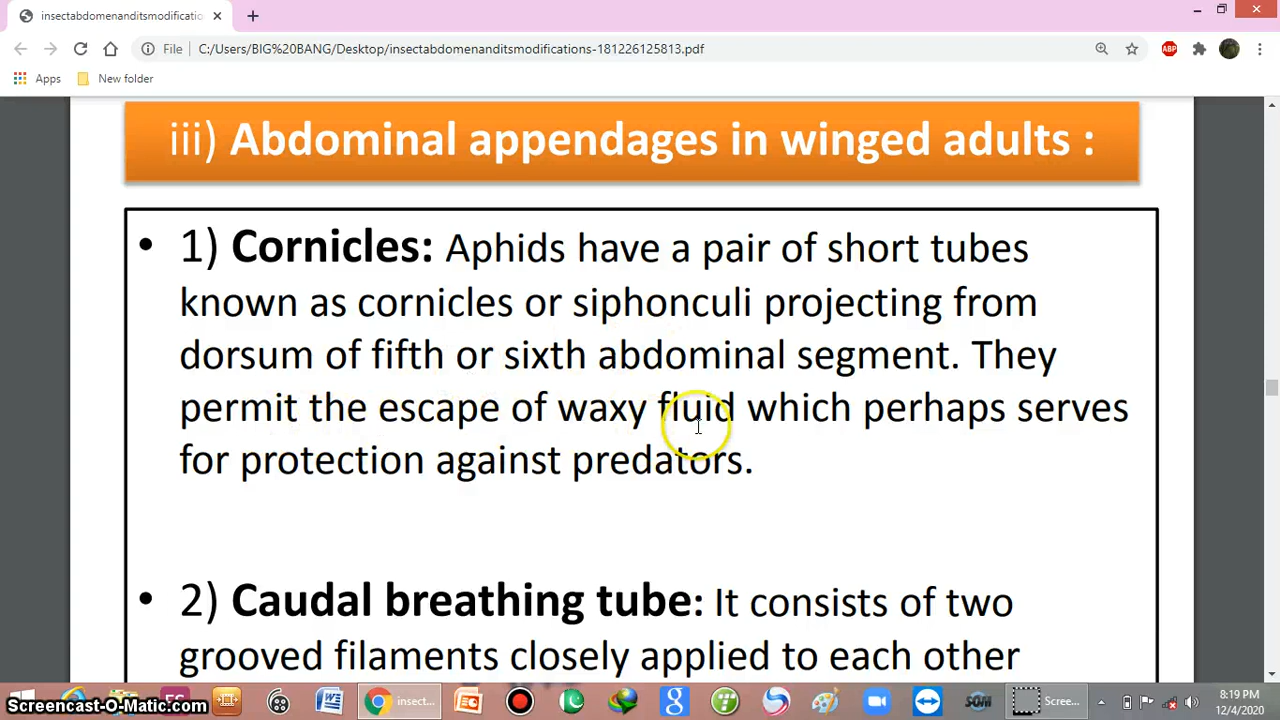 insectabdomenanditsmodificatio
File
C:/Users/BIG%20BANG/Desktop/insectabdomenanditsmodifications-181226125813.pdf
ABP
Apps
New folder
iii) Abdominal appendages in winged adults :
• 1) Cornicles: Aphids have a pair of short tubes
known as cornicles or siphonculi projecting from
dorsum of fifth or sixth abdominal segment. They
permit the escape of waxy fluid which perhaps serves
for protection against predators.
• 2) Caudal breathing tube: It consists of two
grooved filaments closely applied to each other
insect...
SOM
Scree...
8:19 PM
12/4/2020
Screencast-O-Matic.com